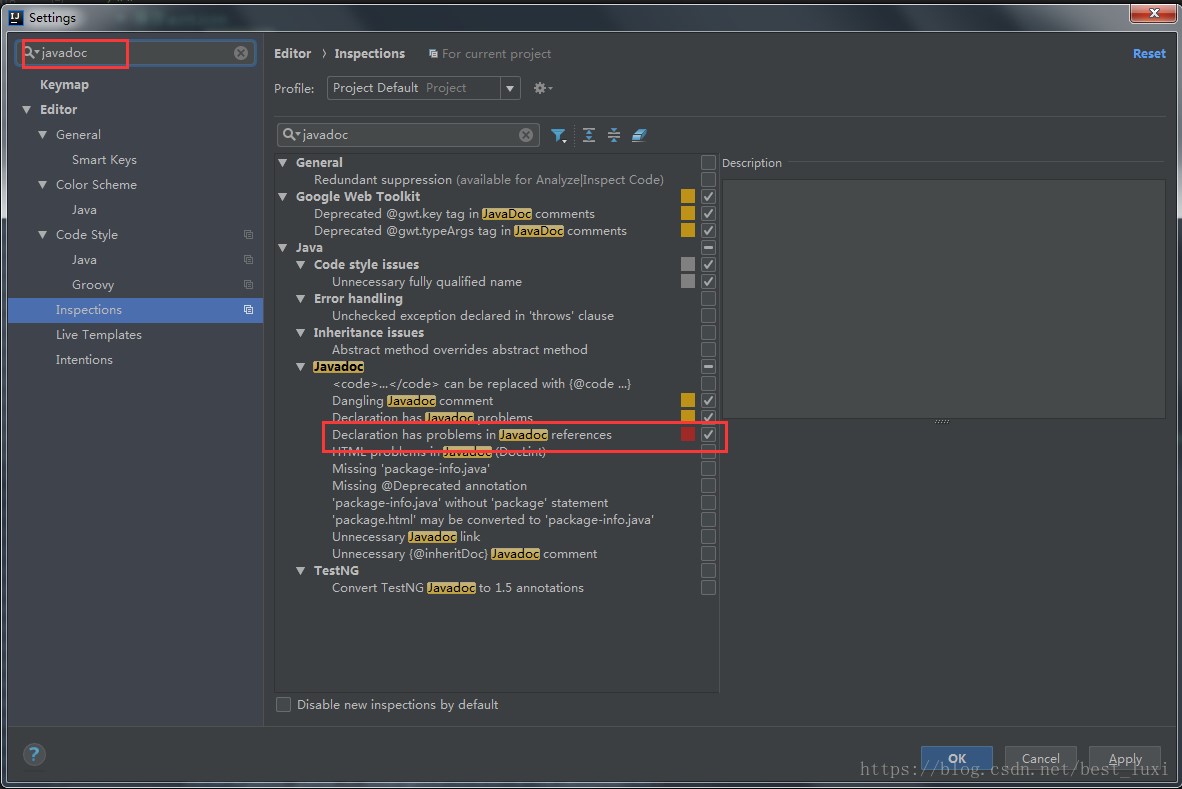 Settings
javadoc
Keymap
Editor
General
Smart Keys
Color Scheme
Java
Code Style
Java
Groovy
Inspections
Live Templates
Intentions
Editor › Inspections For current project
Reset
Profile: Project Default Project
javadoc
General
Redundant suppression (available for Analyze|Inspect Code)
Google Web Toolkit
Deprecated @gwt.key tag in JavaDoc comments
Deprecated @gwt.typeArgs tag in JavaDoc comments
Java
Code style issues
Unnecessary fully qualified name
Error handling
Unchecked exception declared in 'throws' clause
Inheritance issues
Abstract method overrides abstract method
Javadoc
<code>...</code> can be replaced with {@code ...}
Dangling Javadoc comment
Declaration has Javadoc problems
Declaration has problems in Javadoc references
HTML problems in Javadoc (DocLint)
Missing 'package-info.java'
Missing @Deprecated annotation
'package-info.java' without 'package' statement
'package.html' may be converted to 'package-info.java'
Unnecessary Javadoc link
Unnecessary {@inheritDoc} Javadoc comment
TestNG
Convert TestNG Javadoc to 1.5 annotations
Description
Disable new inspections by default
?
OK Cancel Apply
https://blog.csdn.net/best_luxi